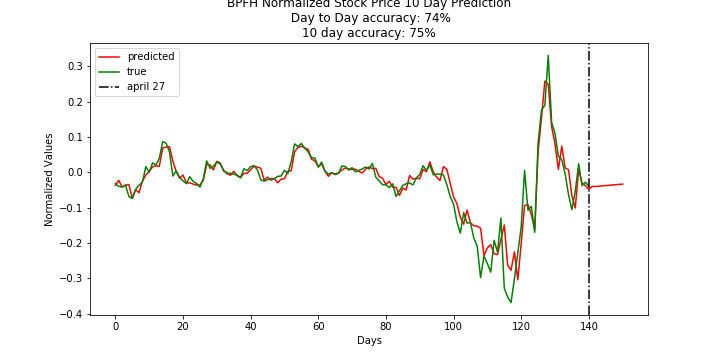 BPFH Normalized Stock Price 10 Day Prediction
Day to Day accuracy: 74%
10 day accuracy: 75%
predicted
true
april 27
Normalized Values
0.3
0.2
0.1
0.0
−0.1
−0.2
−0.3
−0.4
0 20 40 60 80 100 120 140
Days